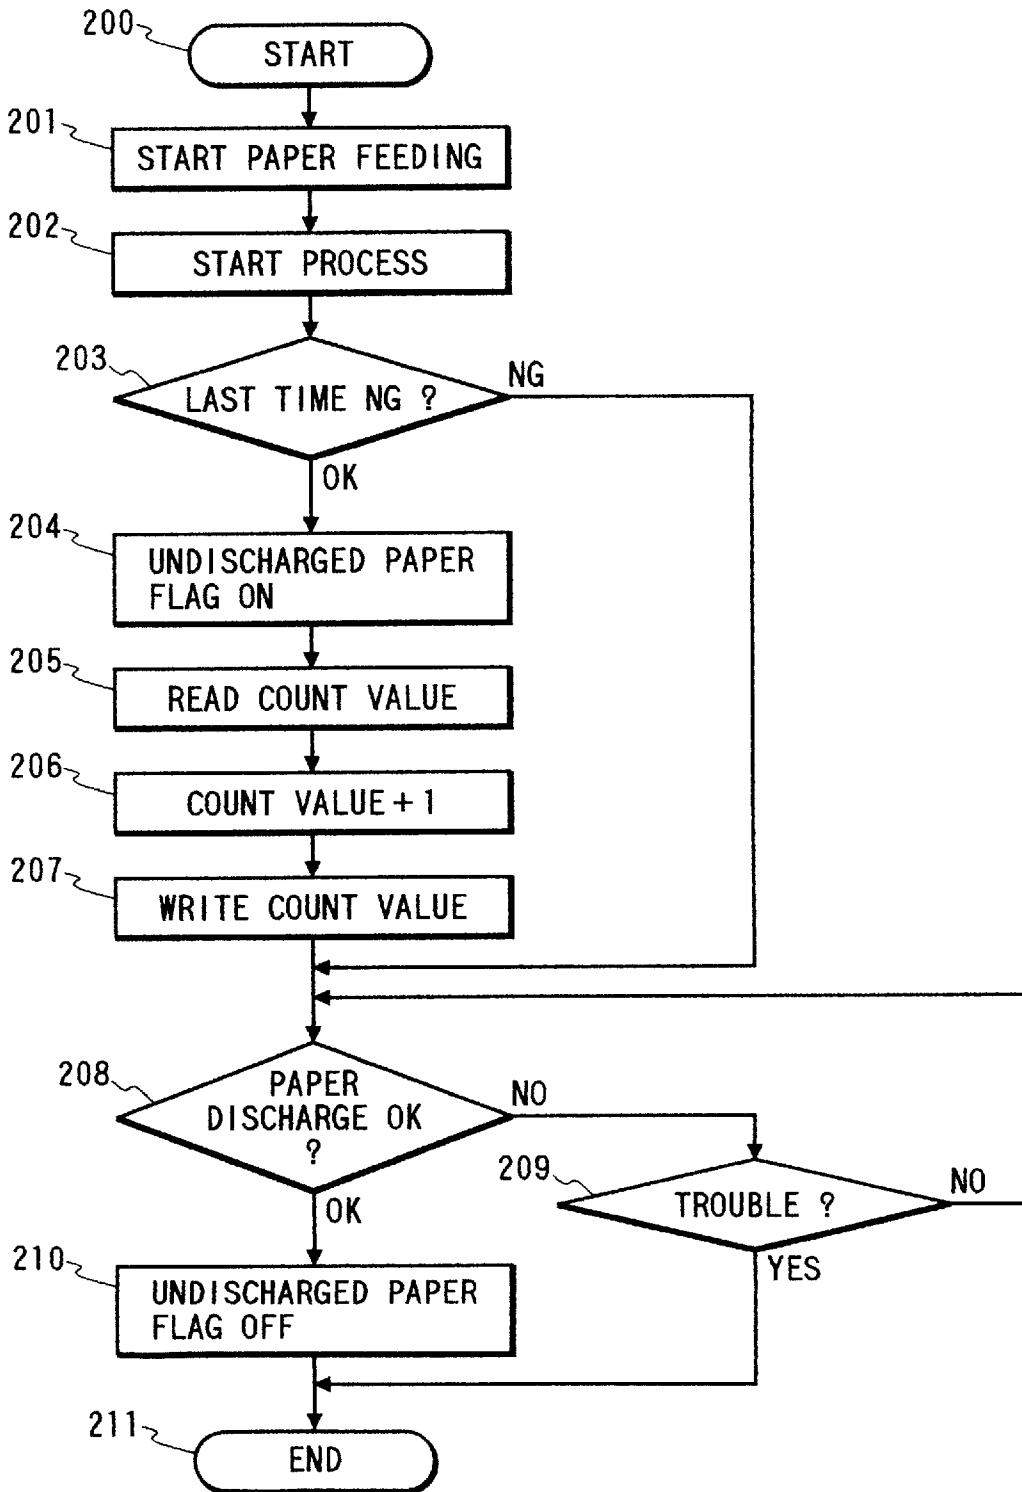 200
START
201
START PAPER FEEDING
202
START PROCESS
203
LAST TIME NG ?
NG
OK
204
UNDISCHARGED PAPER
FLAG ON
205
READ COUNT VALUE
206
COUNT VALUE+1
207
WRITE COUNT VALUE
208
PAPER
DISCHARGE OK
?
NO
OK
209
TROUBLE ?
NO
YES
210
UNDISCHARGED PAPER
FLAG OFF
211
END